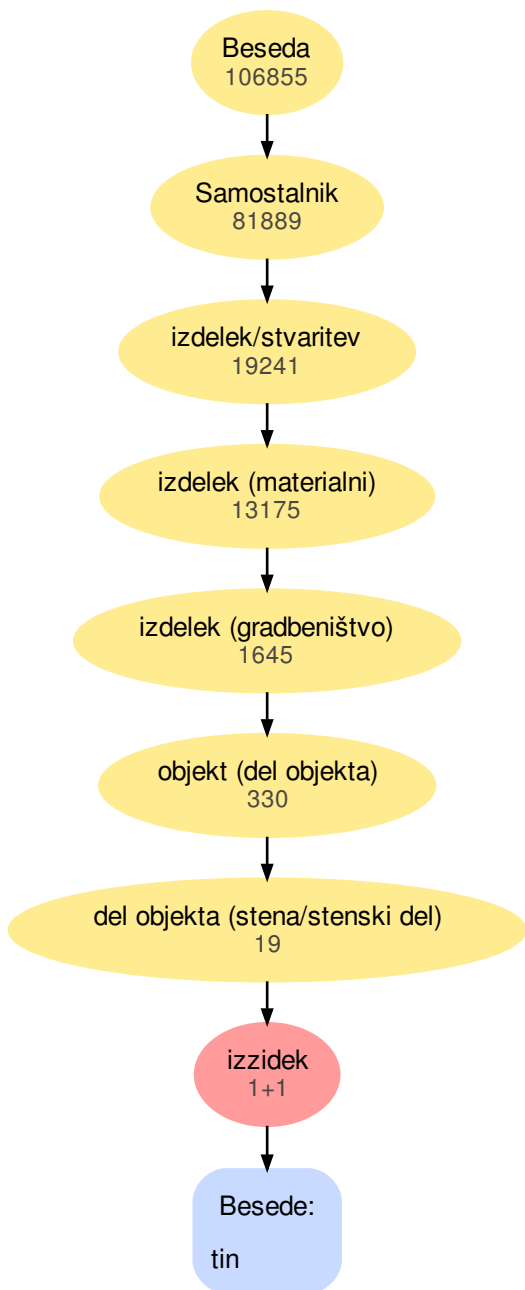 Beseda
106855
Samostalnik
81889
izdelek/stvaritev
19241
izdelek (materialni)
13175
izdelek (gradbeništvo)
1645
objekt (del objekta)
330
del objekta (stena/stenski del)
19
izzidek
1+1
Besede:
tin